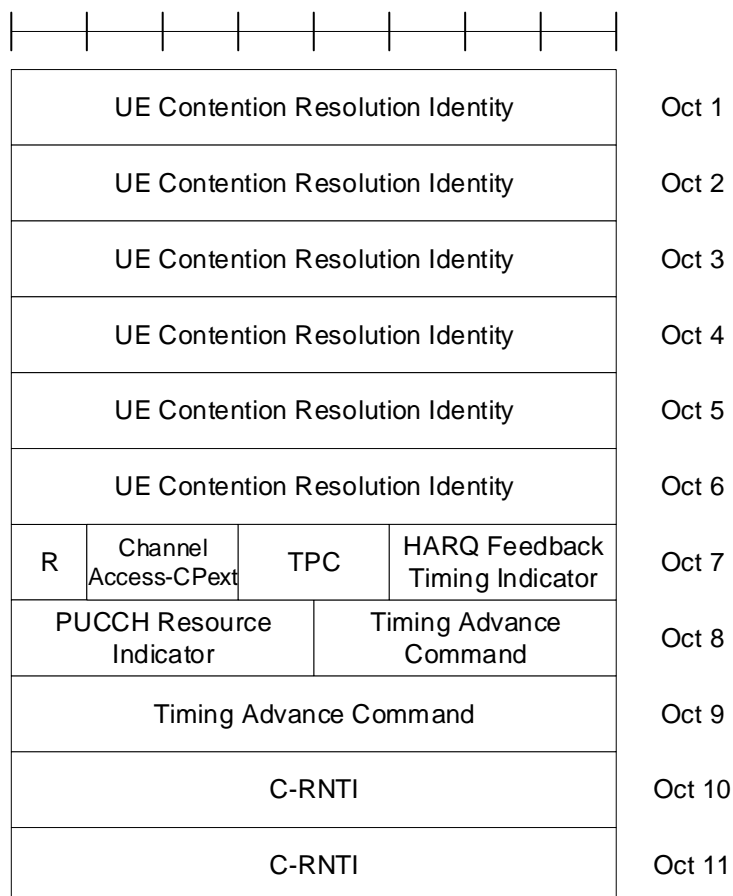 UE Contention Resolution Identity Oct 1
UE Contention Resolution Identity Oct 2
UE Contention Resolution Identity Oct 3
UE Contention Resolution Identity Oct 4
UE Contention Resolution Identity Oct 5
UE Contention Resolution Identity Oct 6
R
Channel
Access-CPext
TPC
HARQ Feedback
Timing Indicator
Oct 7
PUCCH Resource
Indicator
Timing Advance
Command
Oct 8
Timing Advance Command Oct 9
C-RNTI Oct 10
C-RNTI Oct 11